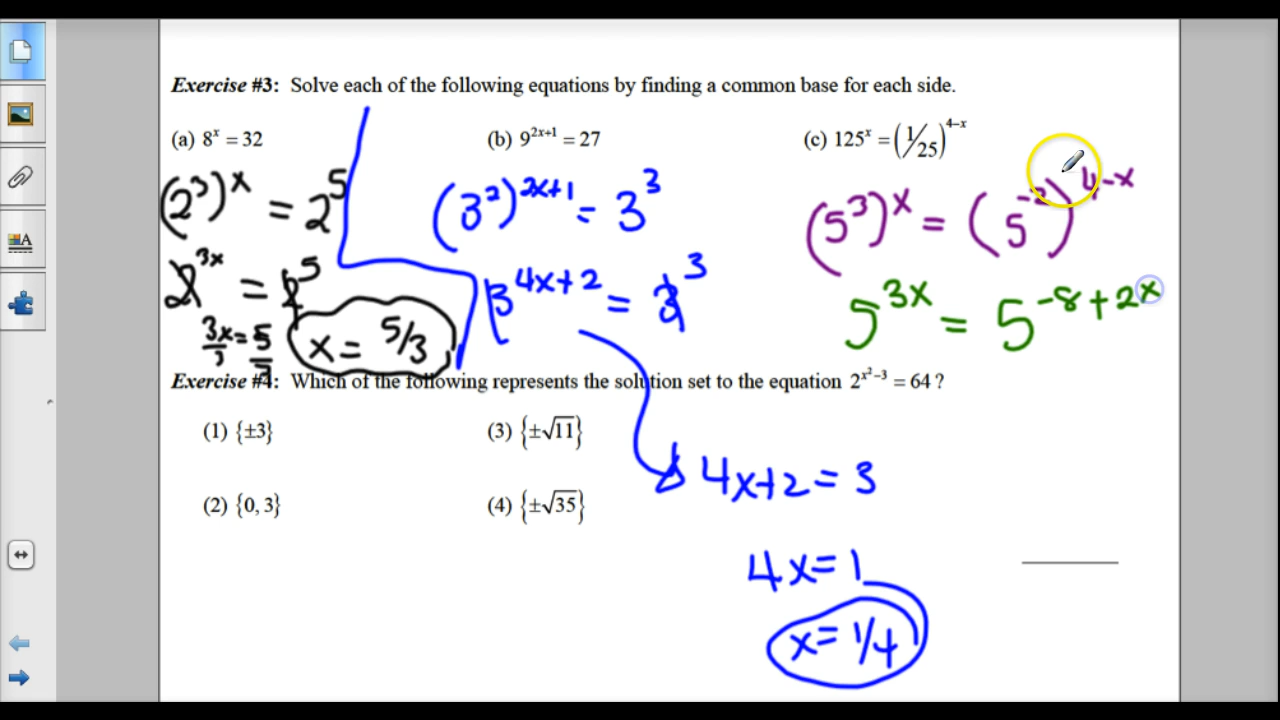 Exercise #3: Solve each of the following equations by finding a common base for each side.
(a) 8^x = 32
(b) 9^{2x+1} = 27
(c) 125^x = (1/25)^{4−x}
(2^3)^x = 2^5
(3^2)^{2x+1} = 3^3
(5^3)^x = (5^{-2})^{4-x}
2^{3x} = 2^5
3^{4x+2} = 3^3
5^{3x} = 5^{-8+2x}
3x/3 = 5/3
x = 5/3
Exercise #4: Which of the following represents the solution set to the equation 2^{x^2−3} = 64?
(1) {±3}
(3) {±√11}
4x+2 = 3
(2) {0, 3}
(4) {±√35}
4x = 1
x = 1/4